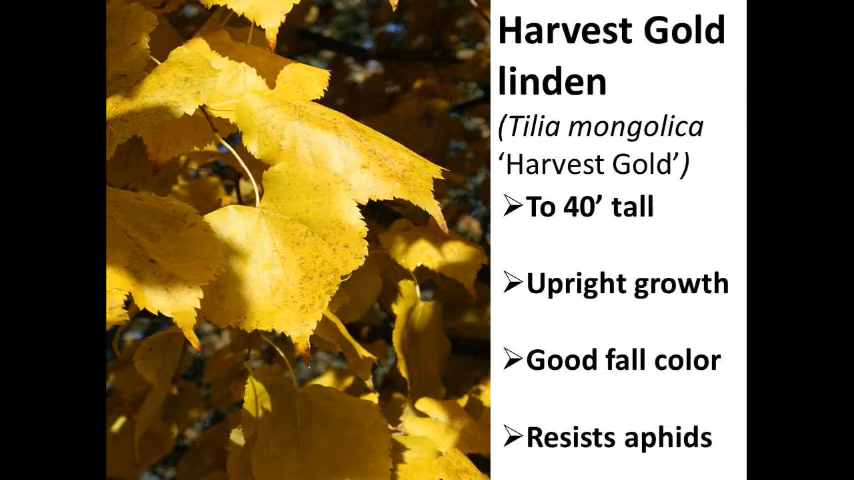 Harvest Gold
linden
(Tilia mongolica
‘Harvest Gold’)
➢To 40’ tall
➢Upright growth
➢Good fall color
➢Resists aphids